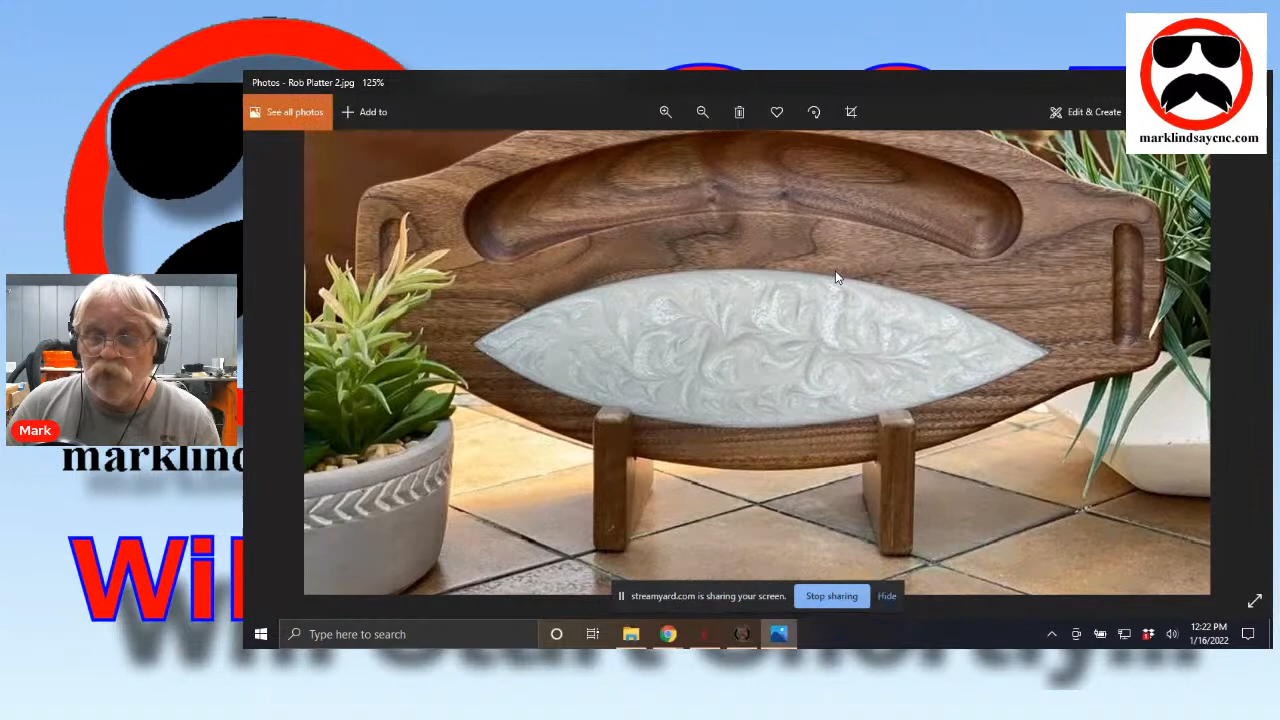 Photos - Rob Platter 2.jpg 125%
See all photos
Add to
Edit & Create
marklindsaycnc.com
Mark
marklind
Wil
streamyard.com is sharing your screen.
Stop sharing
Hide
Type here to search
12:22 PM
1/16/2022